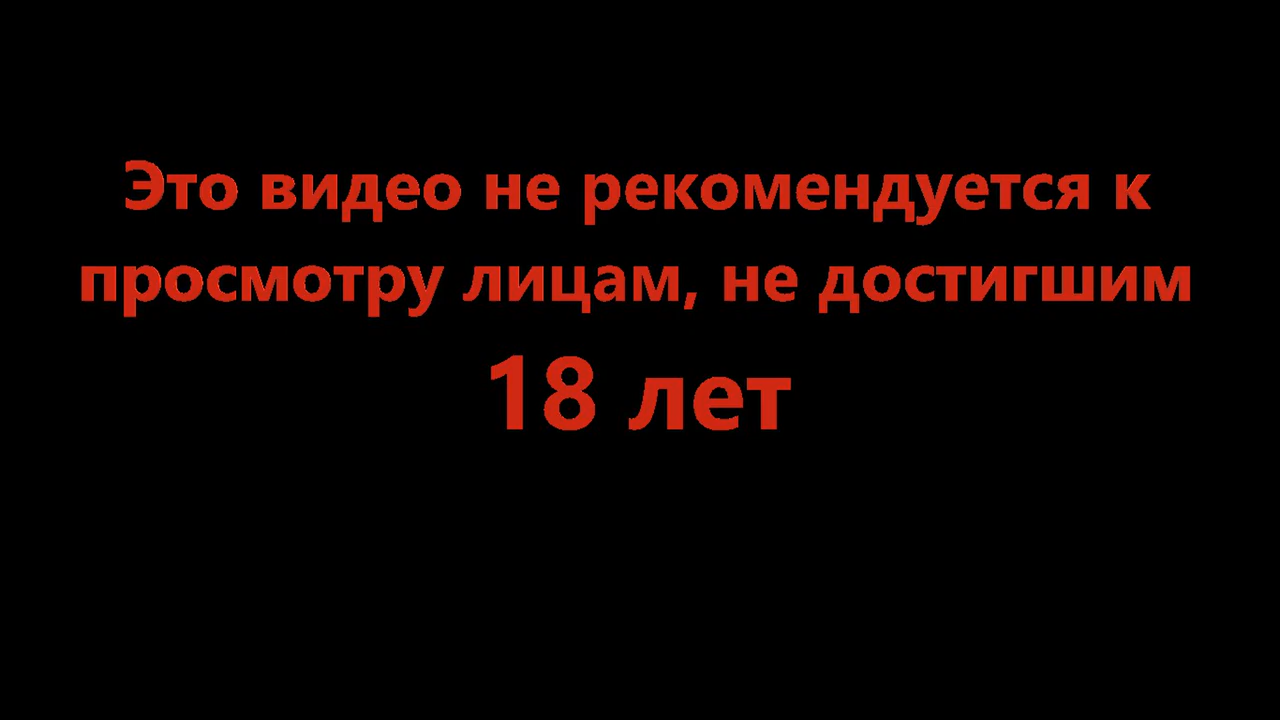 Это видео не рекомендуется к
просмотру лицам, не достигшим
18 лет